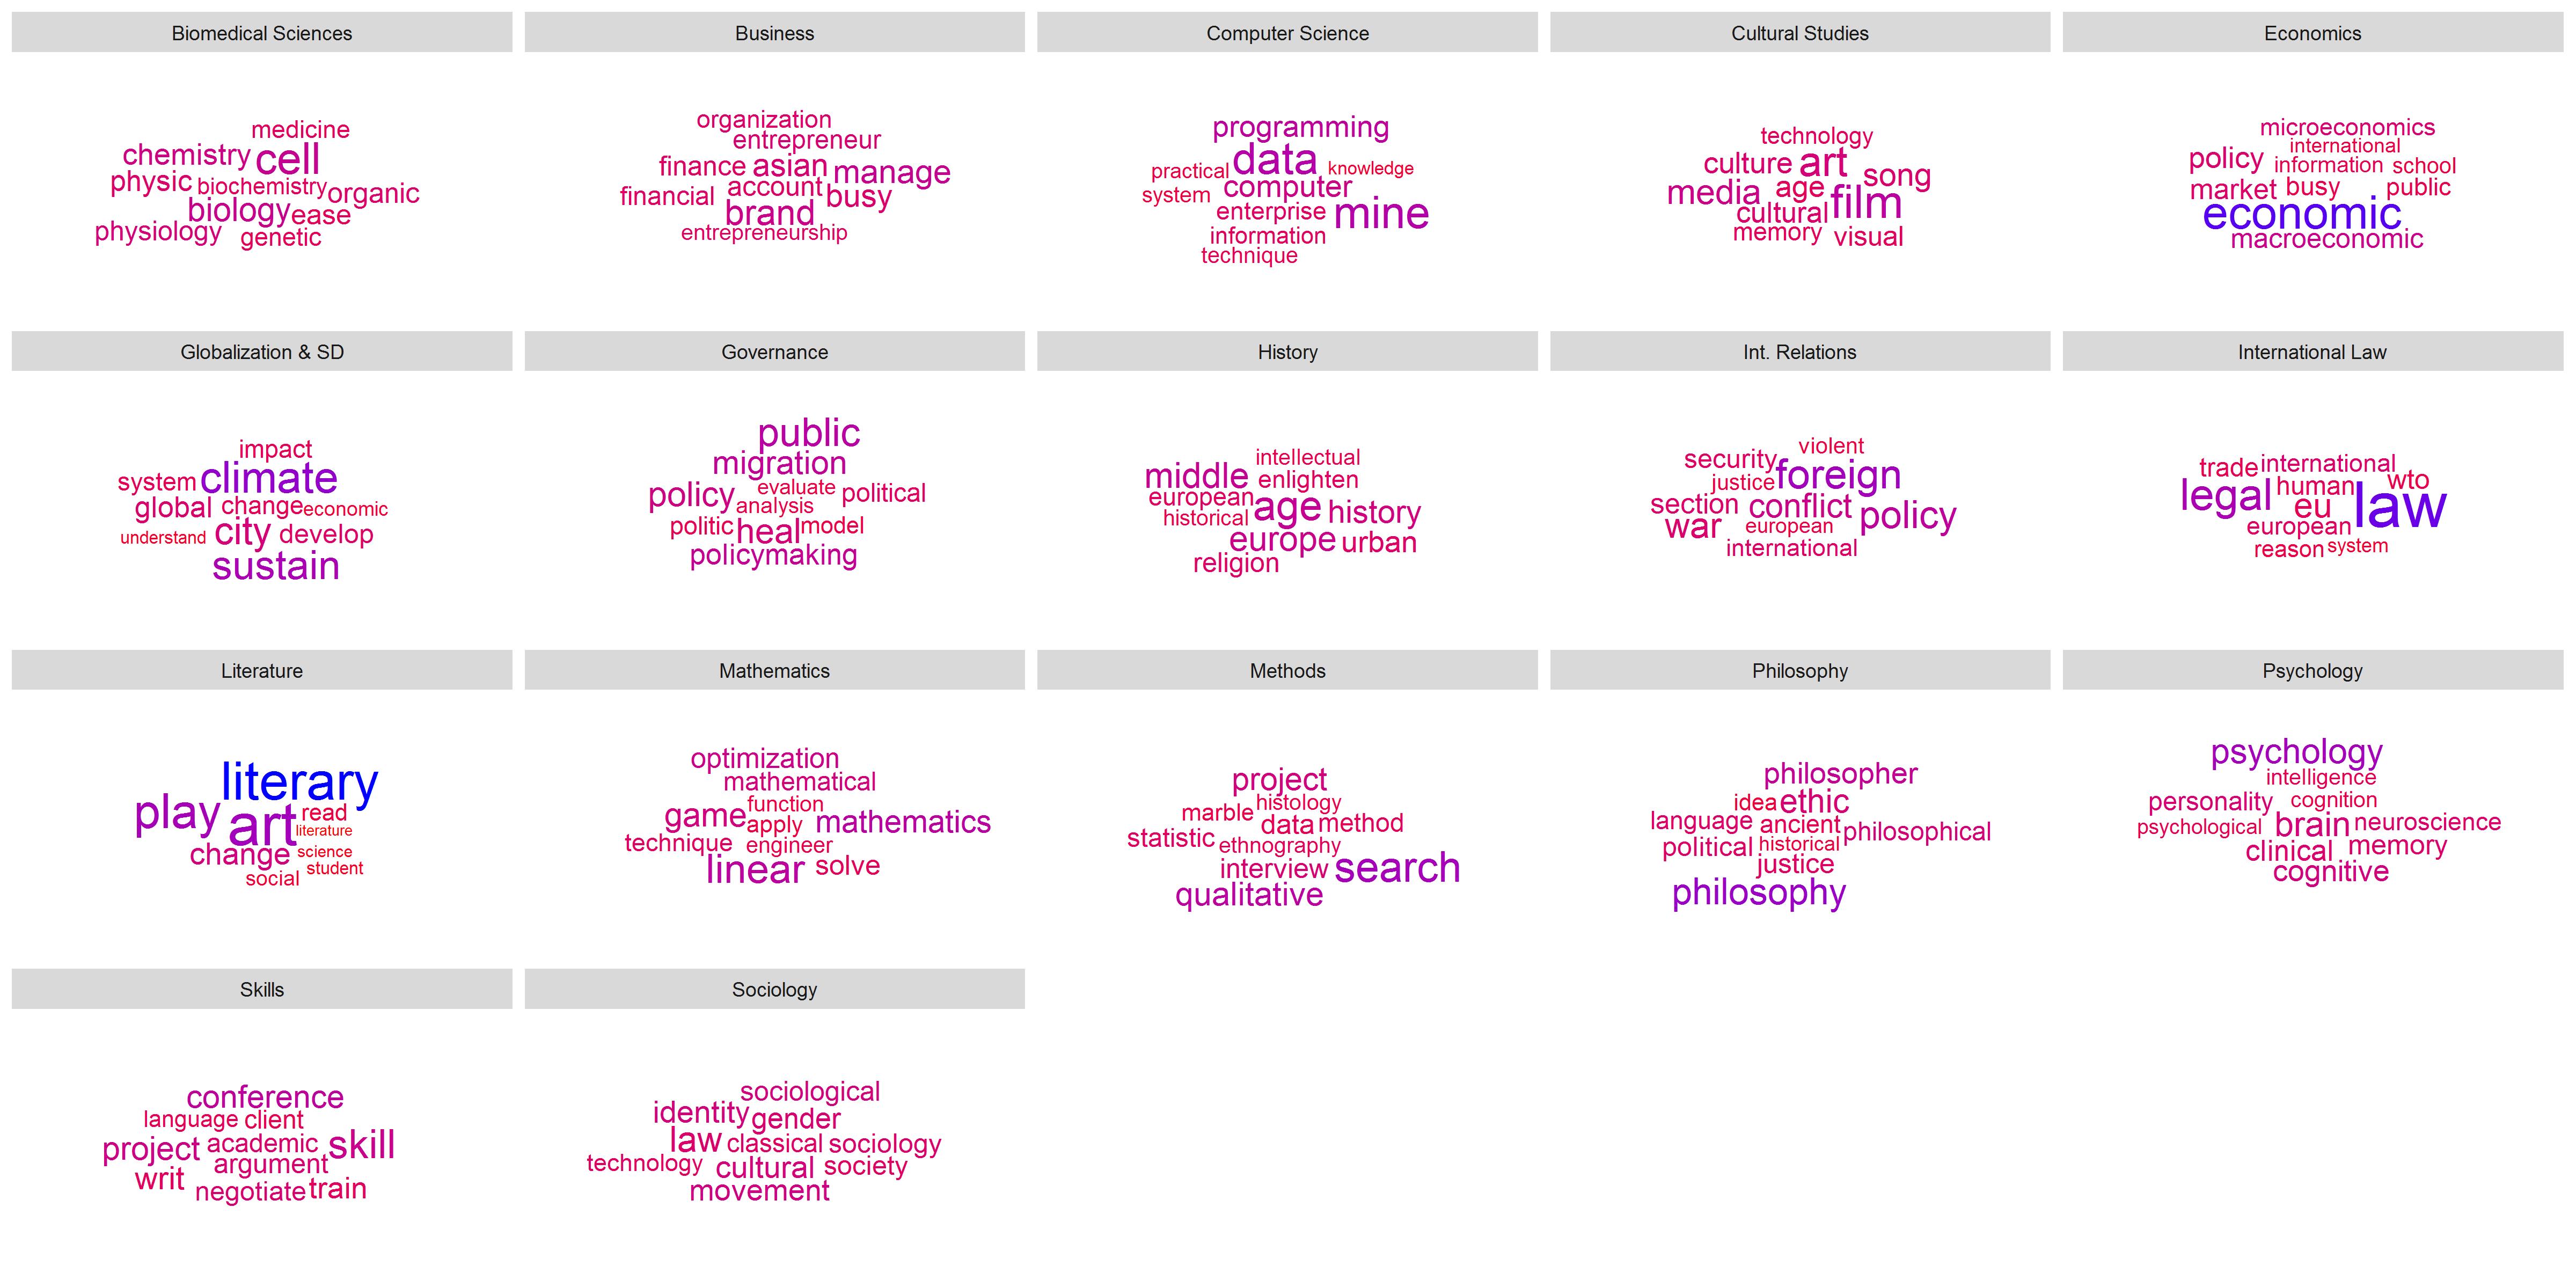 Biomedical Sciences
medicine
chemistry cell
physic biochemistry organic
biology ease
physiology genetic
Business
organization
entrepreneur
finance asian manage
financial account busy
brand
entrepreneurship
Computer Science
programming
practical data knowledge
system computer
enterprise mine
information
technique
Cultural Studies
technology
culture art song
media age film
cultural
memory visual
Economics
microeconomics
international
policy information school
market busy public
economic
macroeconomic
Globalization & SD
impact
system climate
global change economic
understand city develop
sustain
Governance
public
migration
policy evaluate political
analysis
politic heal model
policymaking
History
intellectual
middle enlighten
european age history
historical
europe urban
religion
Int. Relations
violent
security foreign
justice
section conflict policy
war european
international
International Law
trade international
legal human wto
eu law
european
reason system
Literature
literary
play art read
literature
change science
social student
Mathematics
optimization
mathematical
function
game apply mathematics
technique engineer
linear solve
Methods
project
marble histology
data method
statistic ethnography
interview search
qualitative
Philosophy
philosopher
idea ethic
language ancient philosophical
political historical
justice
philosophy
Psychology
psychology
intelligence
personality cognition
psychological brain neuroscience
clinical memory
cognitive
Skills
conference
language client
project academic skill
argument
writ negotiate train
Sociology
sociological
identity gender
law classical sociology
technology cultural society
movement